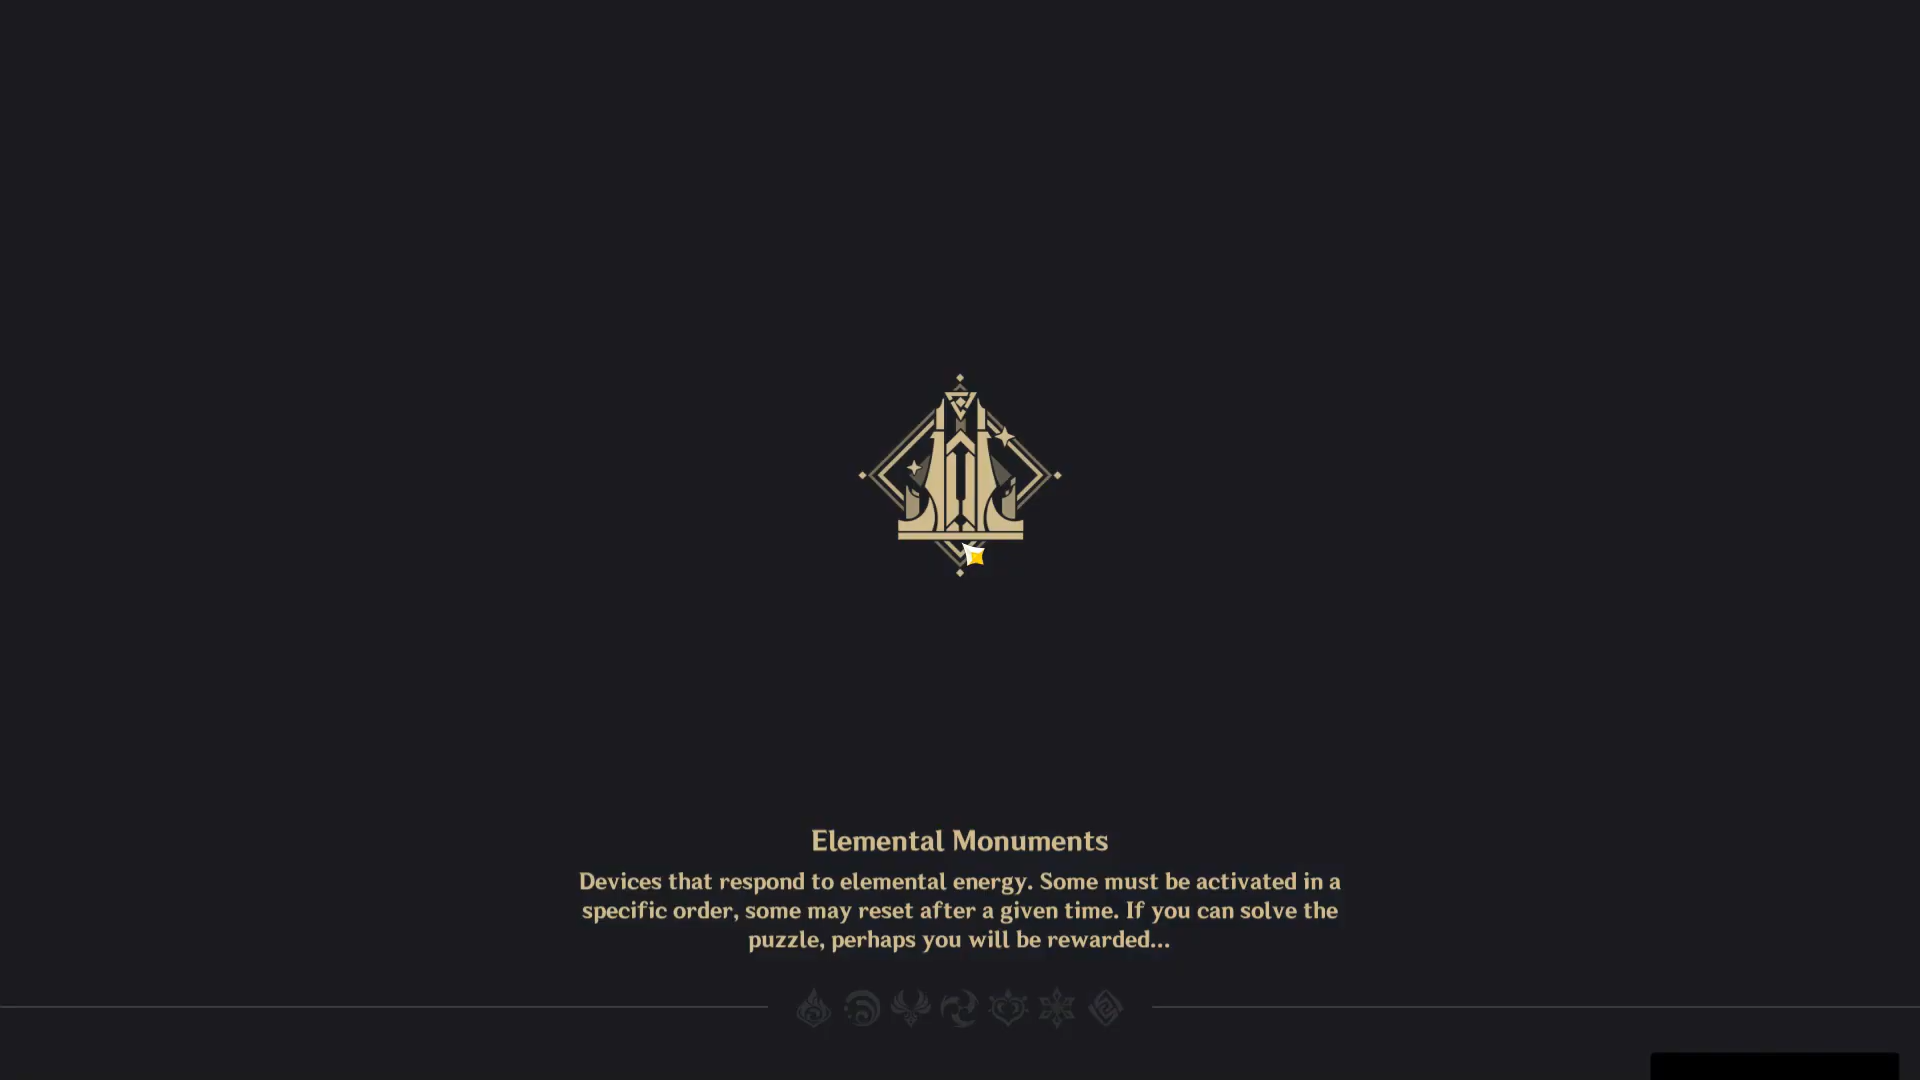 Elemental Monuments
Devices that respond to elemental energy. Some must be activated in a
specific order, some may reset after a given time. If you can solve the
puzzle, perhaps you will be rewarded...